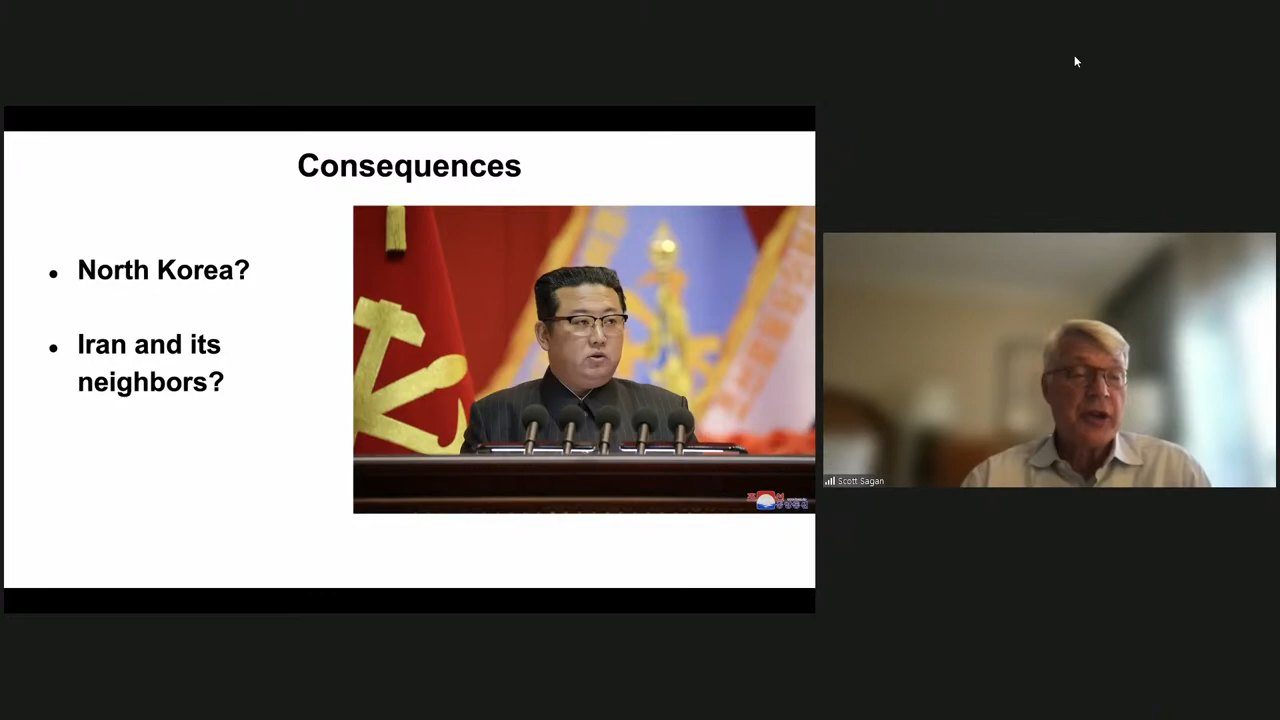 Consequences
North Korea?
Iran and its
neighbors?
Scott Sagan